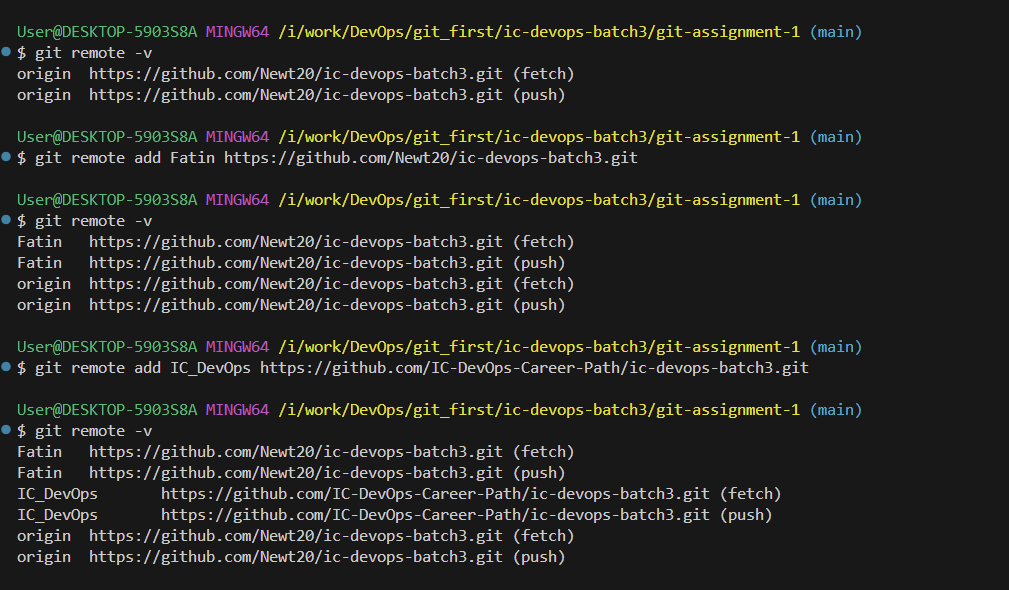 User@DESKTOP-5903S8A MINGW64 /i/work/DevOps/git_first/ic-devops-batch3/git-assignment-1 (main)
$ git remote -v
origin  https://github.com/Newt20/ic-devops-batch3.git (fetch)
origin  https://github.com/Newt20/ic-devops-batch3.git (push)
User@DESKTOP-5903S8A MINGW64 /i/work/DevOps/git_first/ic-devops-batch3/git-assignment-1 (main)
$ git remote add Fatin https://github.com/Newt20/ic-devops-batch3.git
User@DESKTOP-5903S8A MINGW64 /i/work/DevOps/git_first/ic-devops-batch3/git-assignment-1 (main)
$ git remote -v
Fatin   https://github.com/Newt20/ic-devops-batch3.git (fetch)
Fatin   https://github.com/Newt20/ic-devops-batch3.git (push)
origin  https://github.com/Newt20/ic-devops-batch3.git (fetch)
origin  https://github.com/Newt20/ic-devops-batch3.git (push)
User@DESKTOP-5903S8A MINGW64 /i/work/DevOps/git_first/ic-devops-batch3/git-assignment-1 (main)
$ git remote add IC_DevOps https://github.com/IC-DevOps-Career-Path/ic-devops-batch3.git
User@DESKTOP-5903S8A MINGW64 /i/work/DevOps/git_first/ic-devops-batch3/git-assignment-1 (main)
$ git remote -v
Fatin   https://github.com/Newt20/ic-devops-batch3.git (fetch)
Fatin   https://github.com/Newt20/ic-devops-batch3.git (push)
IC_DevOps       https://github.com/IC-DevOps-Career-Path/ic-devops-batch3.git (fetch)
IC_DevOps       https://github.com/IC-DevOps-Career-Path/ic-devops-batch3.git (push)
origin  https://github.com/Newt20/ic-devops-batch3.git (fetch)
origin  https://github.com/Newt20/ic-devops-batch3.git (push)